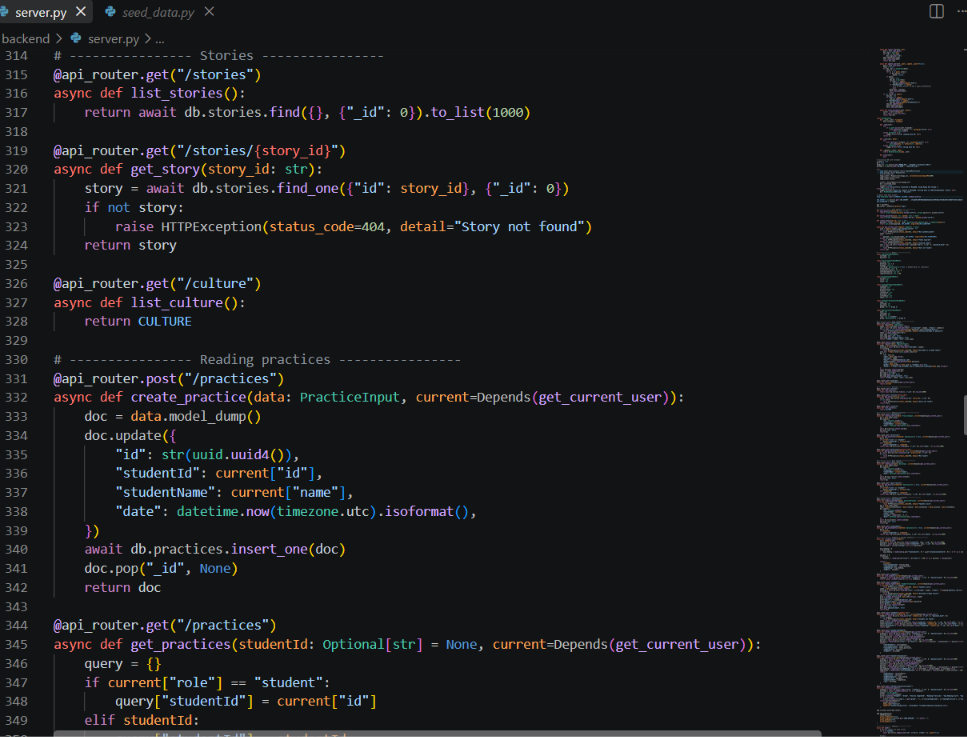 server.py
seed_data.py
backend > server.py > ...
314 # ---------------- Stories ----------------
315 @api_router.get("/stories")
316 async def list_stories():
317     return await db.stories.find({}, {"_id": 0}).to_list(1000)
318
319 @api_router.get("/stories/{story_id}")
320 async def get_story(story_id: str):
321     story = await db.stories.find_one({"id": story_id}, {"_id": 0})
322     if not story:
323         raise HTTPException(status_code=404, detail="Story not found")
324     return story
325
326 @api_router.get("/culture")
327 async def list_culture():
328     return CULTURE
329
330 # ---------------- Reading practices ----------------
331 @api_router.post("/practices")
332 async def create_practice(data: PracticeInput, current=Depends(get_current_user)):
333     doc = data.model_dump()
334     doc.update({
335         "id": str(uuid.uuid4()),
336         "studentId": current["id"],
337         "studentName": current["name"],
338         "date": datetime.now(timezone.utc).isoformat(),
339     })
340     await db.practices.insert_one(doc)
341     doc.pop("_id", None)
342     return doc
343
344 @api_router.get("/practices")
345 async def get_practices(studentId: Optional[str] = None, current=Depends(get_current_user)):
346     query = {}
347     if current["role"] == "student":
348         query["studentId"] = current["id"]
349     elif studentId: